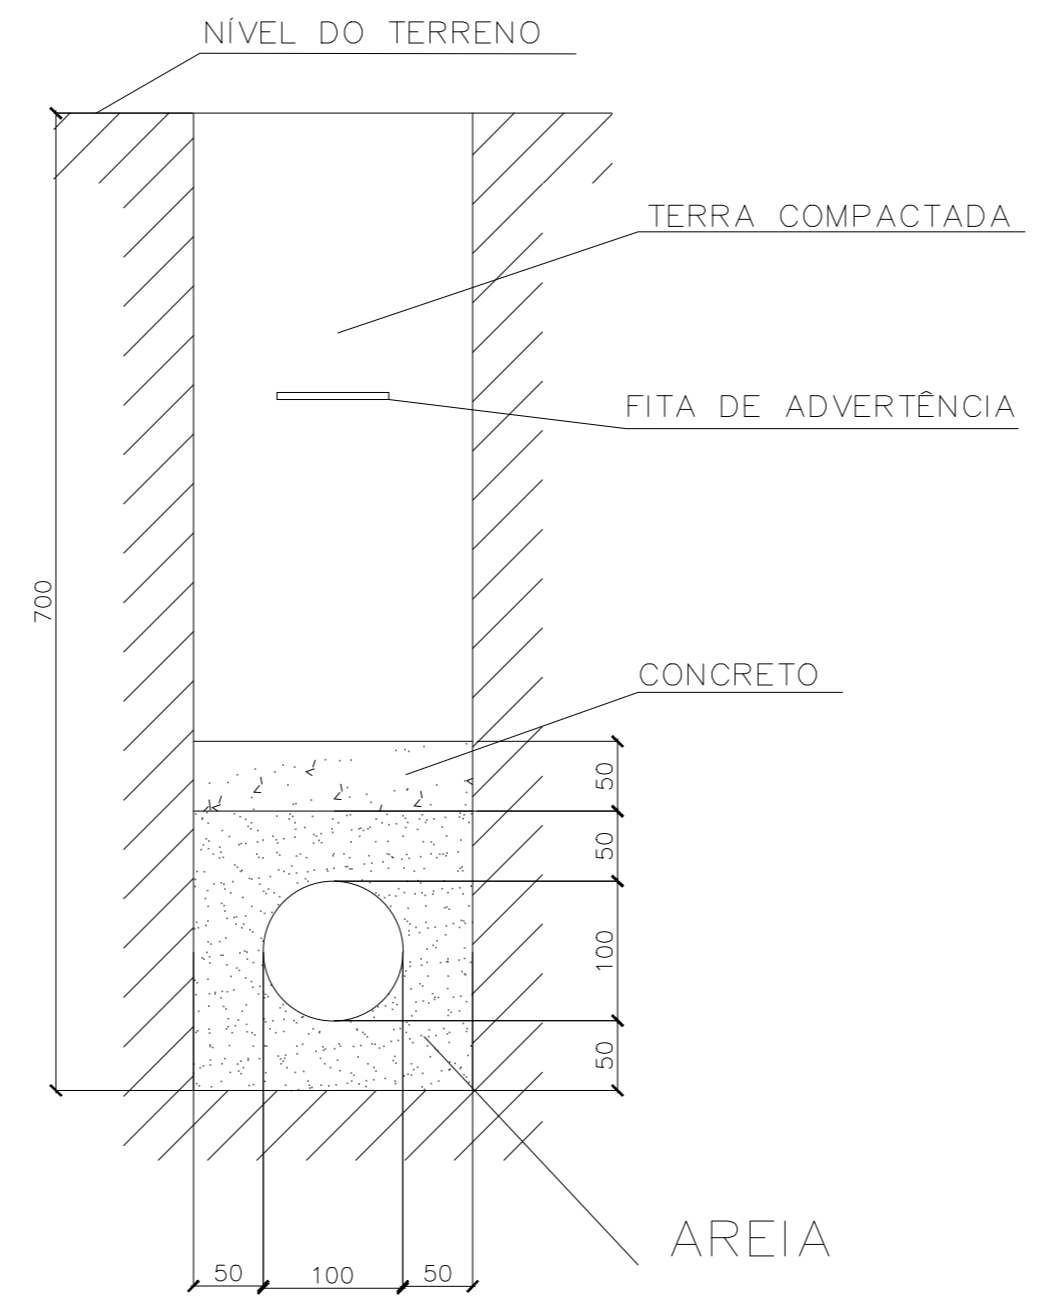 NÍVEL DO TERRENO
TERRA COMPACTADA
FITA DE ADVERTÊNCIA
700
CONCRETO
50
50
100
50
AREIA
50
100
50